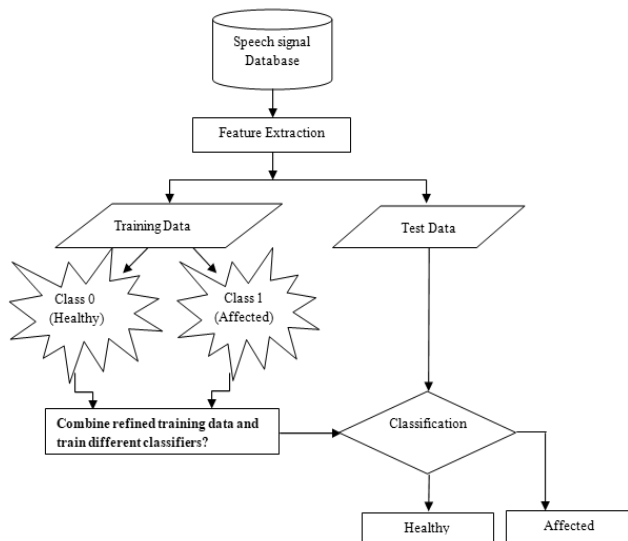 Speech signal
Database
Feature Extraction
Training Data
Test Data
Class 0
(Healthy)
Class 1
(Affected)
Combine refined training data and
train different classifiers?
Classification
Healthy
Affected